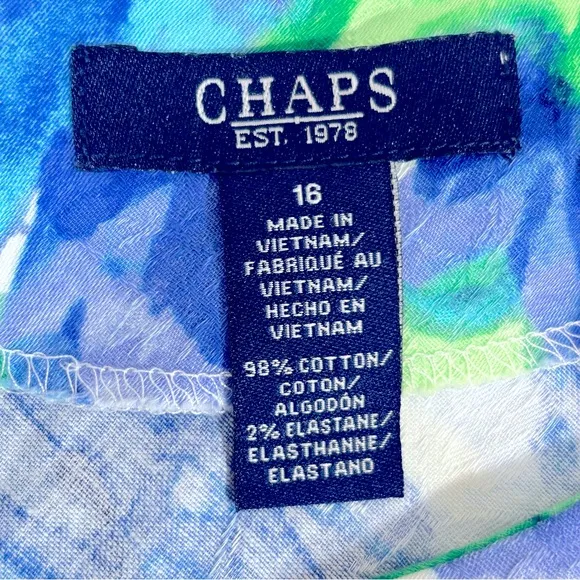 CHAPS
EST. 1978
16
MADE IN
VIETNAM/
FABRIQUÉ AU
VIETNAM/
HECHO EN
VIETNAM
98% COTTON/
COTON/
ALGODÓN
2% ELASTANE/
ELASTHANNE/
ELASTANO